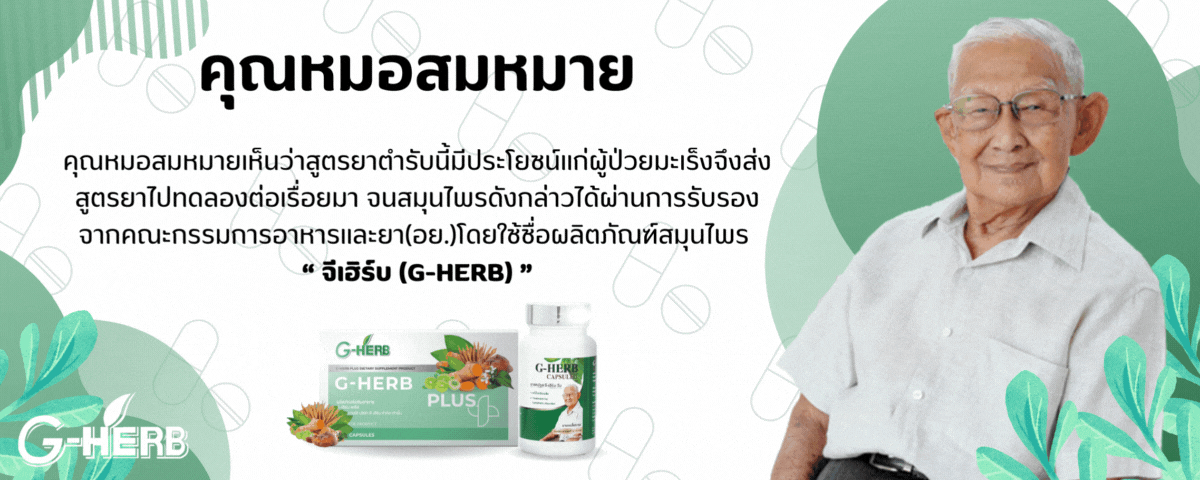 คุณหมอสมหมาย
คุณหมอสมหมายเห็นว่าสูตรยาตำรับนี้มีประโยชน์แก่ผู้ป่วยมะเร็งจึงส่ง
สูตรยาไปทดลองต่อเรื่อยมา จนสมุนไพรดังกล่าวได้ผ่านการรับรอง
จากคณะกรรมการอาหารและยา(อย.)โดยใช้ชื่อผลิตภัณฑ์สมุนไพร
“ จีเฮิร์บ (G-HERB) ”
G-HERB
G-HERB PLUS DIETARY SUPPLEMENT PRODUCT
G-HERB
PLUS
CAPSULES
G-HERB
CAPSULES
G-HERB